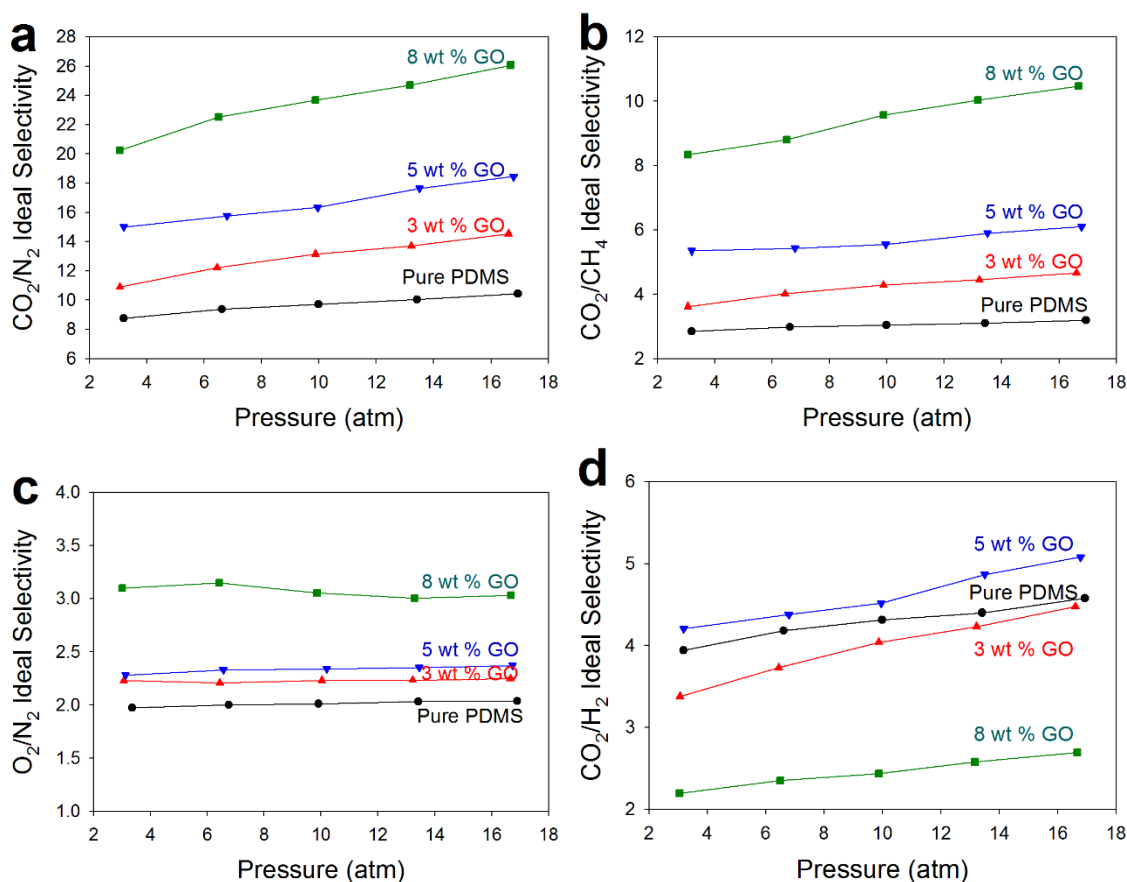 a
28
26
24
22
20
18
16
14
12
10
8
6
CO2/N2 Ideal Selectivity
8 wt % GO
5 wt % GO
3 wt % GO
Pure PDMS
2 4 6 8 10 12 14 16 18
Pressure (atm)
b
12
10
8
6
4
2
CO2/CH4 Ideal Selectivity
8 wt % GO
5 wt % GO
3 wt % GO
Pure PDMS
2 4 6 8 10 12 14 16 18
Pressure (atm)
c
4.0
3.5
3.0
2.5
2.0
1.5
1.0
O2/N2 Ideal Selectivity
8 wt % GO
5 wt % GO
3 wt % GO
Pure PDMS
2 4 6 8 10 12 14 16 18
Pressure (atm)
d
6
5
4
3
2
CO2/H2 Ideal Selectivity
5 wt % GO
Pure PDMS
3 wt % GO
8 wt % GO
2 4 6 8 10 12 14 16 18
Pressure (atm)